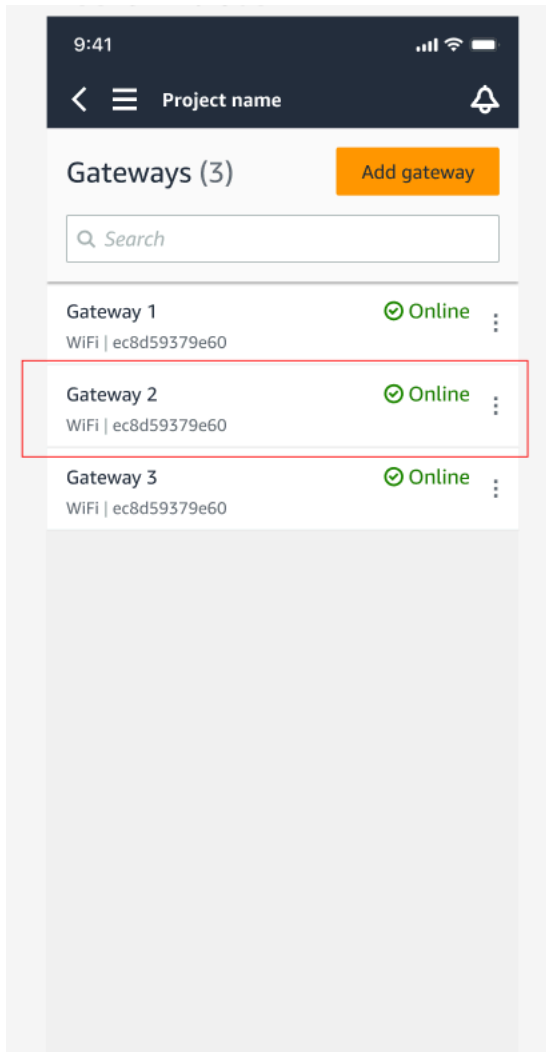 9:41
Project name
Gateways (3)
Add gateway
Search
Gateway 1
Online
WiFi | ec8d59379e60
Gateway 2
Online
WiFi | ec8d59379e60
Gateway 3
Online
WiFi | ec8d59379e60